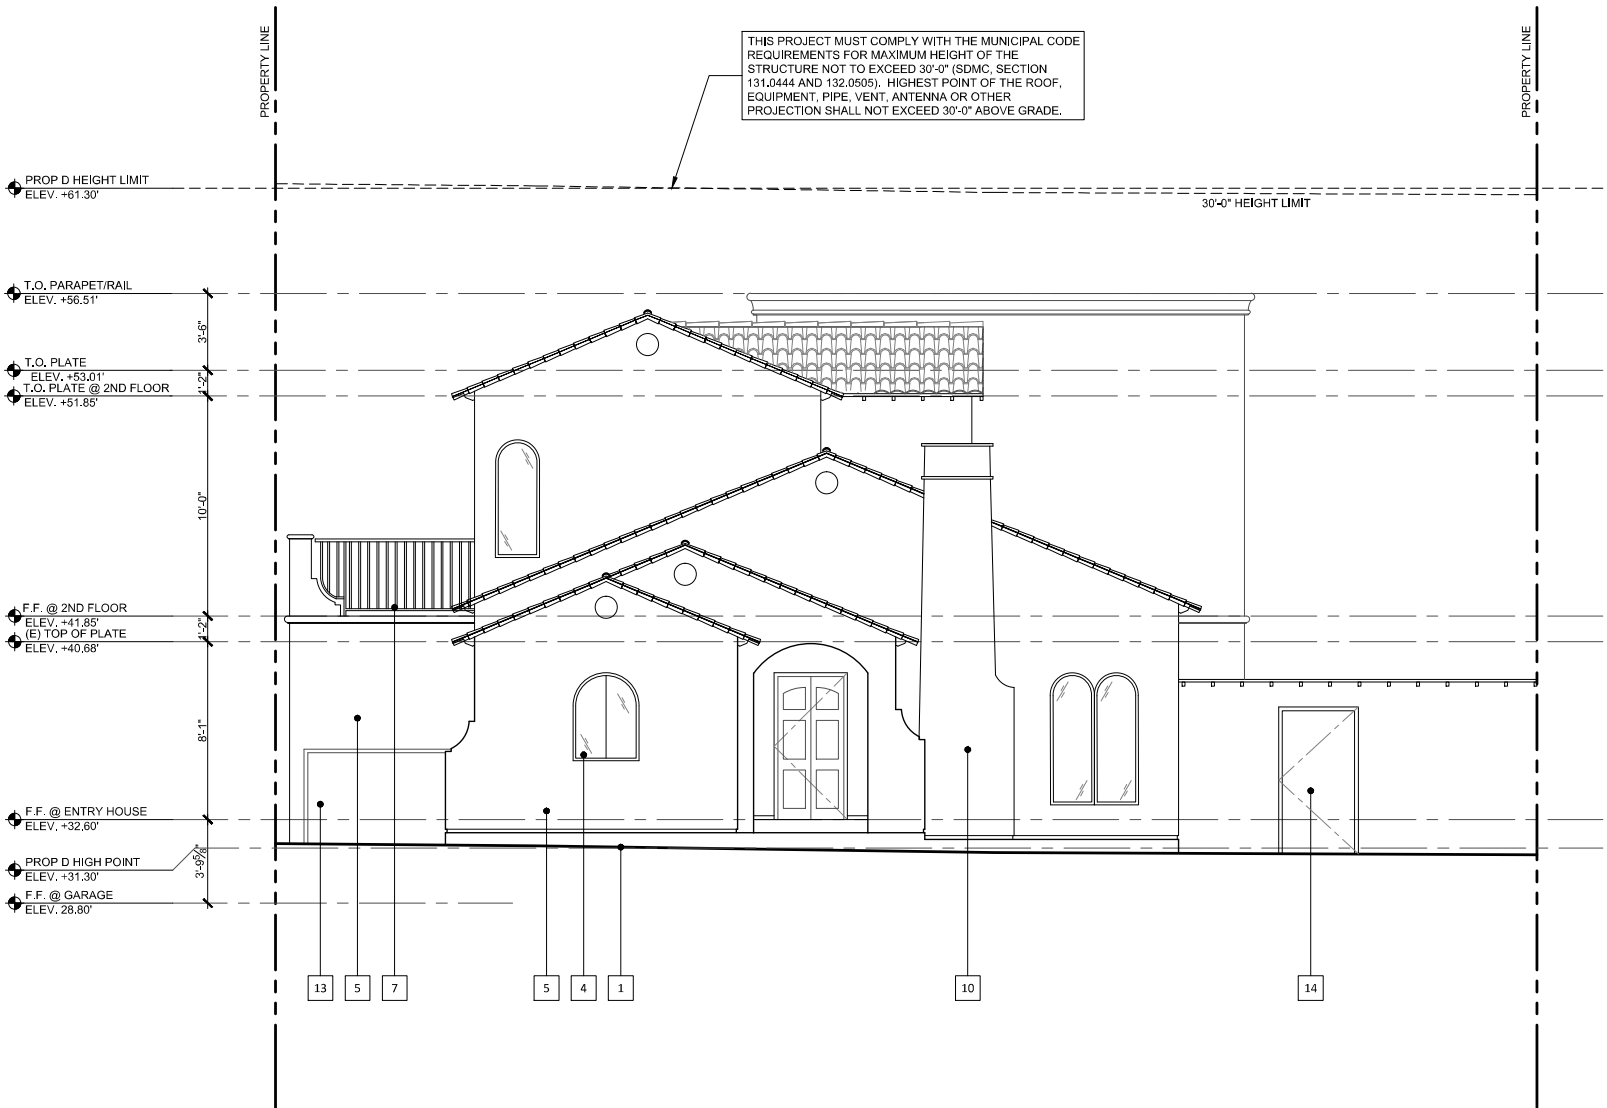 PROPERTY LINE
PROPERTY LINE
THIS PROJECT MUST COMPLY WITH THE MUNICIPAL CODE
REQUIREMENTS FOR MAXIMUM HEIGHT OF THE
STRUCTURE NOT TO EXCEED 30'-0" (SDMC, SECTION
131.0444 AND 132.0505). HIGHEST POINT OF THE ROOF,
EQUIPMENT, PIPE, VENT, ANTENNA OR OTHER
PROJECTION SHALL NOT EXCEED 30'-0" ABOVE GRADE.
PROP D HEIGHT LIMIT
ELEV. +61.30'
30'-0" HEIGHT LIMIT
T.O. PARAPET/RAIL
ELEV. +56.51'
3'-6"
T.O. PLATE
ELEV. +53.01'
1'-2"
T.O. PLATE @ 2ND FLOOR
ELEV. +51.85'
10'-0"
F.F. @ 2ND FLOOR
ELEV. +41.85'
1'-2"
(E) TOP OF PLATE
ELEV. +40.68'
8'-1"
F.F. @ ENTRY HOUSE
ELEV. +32.60'
3'-9 5/8"
PROP D HIGH POINT
ELEV. +31.30'
F.F. @ GARAGE
ELEV. 28.80'
13 5 7 5 4 1 10 14